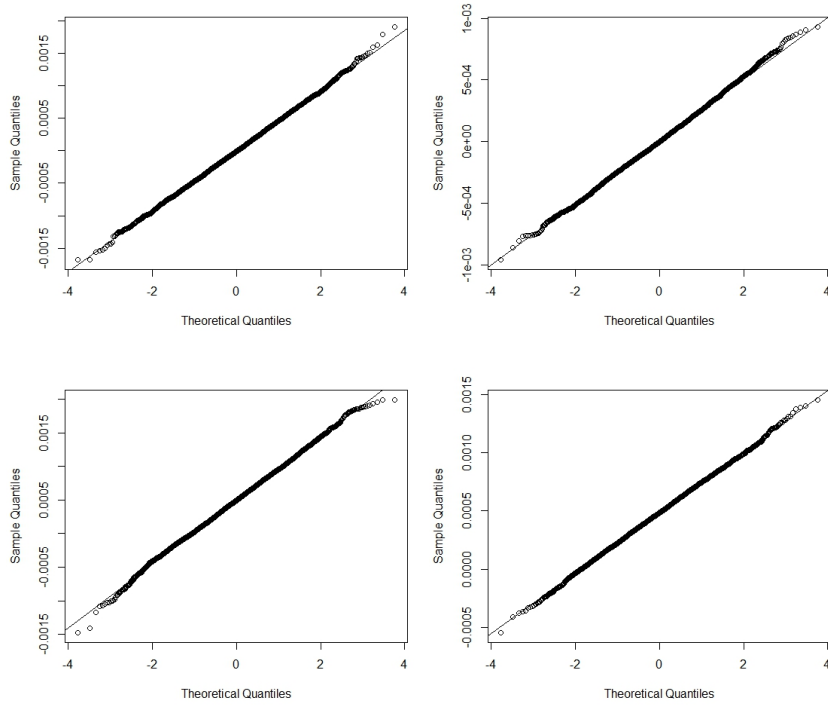 Sample Quantiles
0.0015
0.0005
-0.0005
-0.0015
-4 -2 0 2 4
Theoretical Quantiles
Sample Quantiles
1e-03
5e-04
0e+00
-5e-04
-1e-03
-4 -2 0 2 4
Theoretical Quantiles
Sample Quantiles
0.0015
0.0005
-0.0005
-0.0015
-4 -2 0 2 4
Theoretical Quantiles
Sample Quantiles
0.0015
0.0010
0.0005
0.0000
-0.0005
-4 -2 0 2 4
Theoretical Quantiles